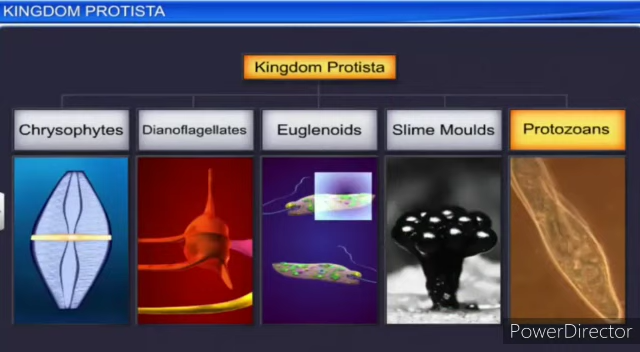 KINGDOM PROTISTA
Kingdom Protista
Chrysophytes
Dianoflagellates
Euglenoids
Slime Moulds
Protozoans
PowerDirector